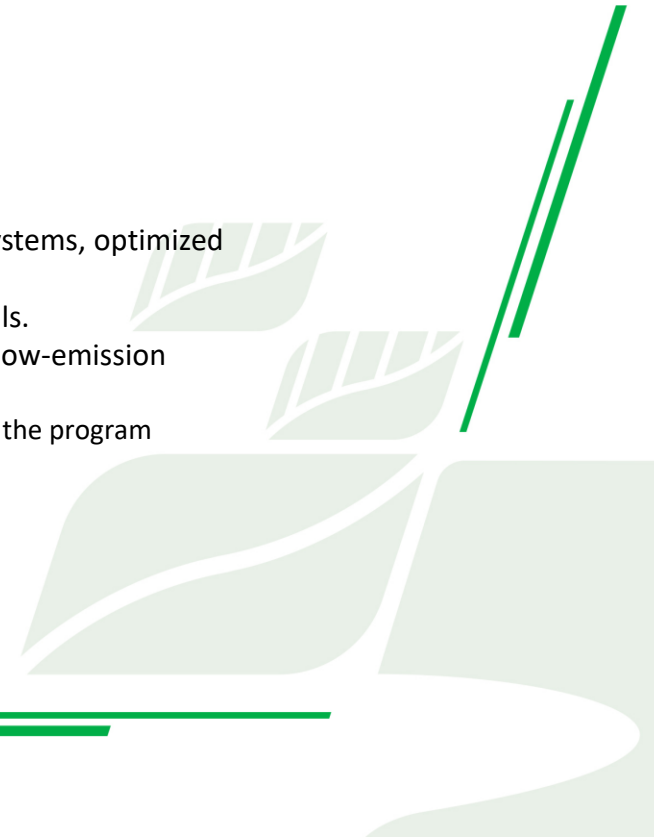 stems, optimized
ls.
ow-emission
the program